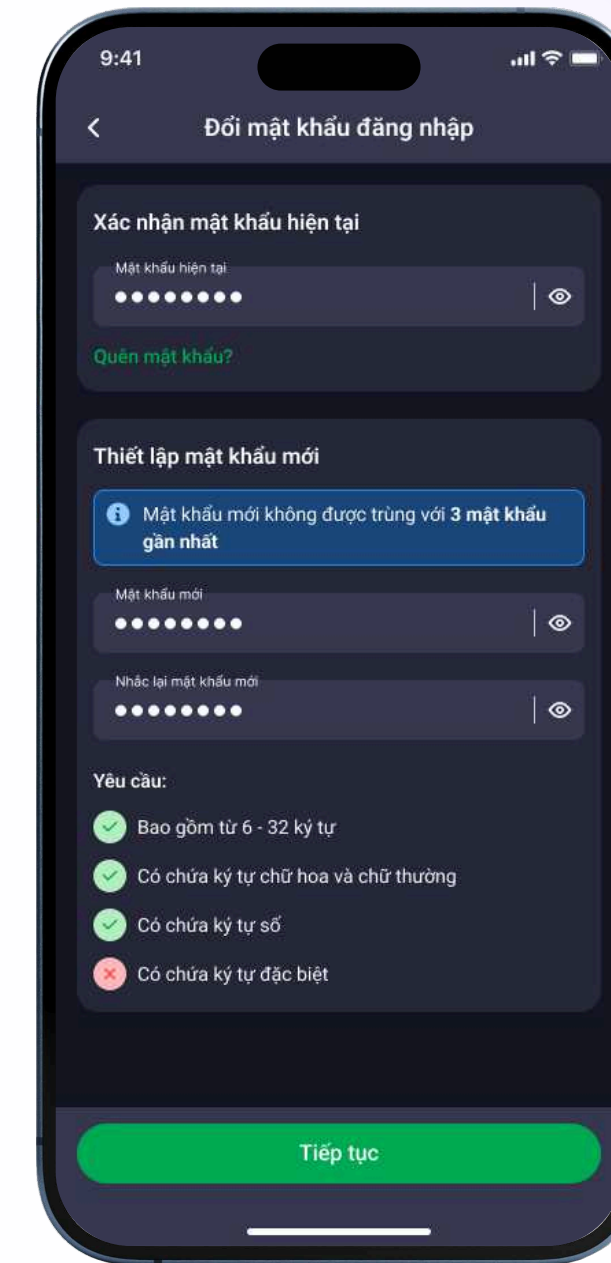 9:41
Đổi mật khẩu đăng nhập
Xác nhận mật khẩu hiện tại
Mật khẩu hiện tại
Quên mật khẩu?
Thiết lập mật khẩu mới
Mật khẩu mới không được trùng với 3 mật khẩu
gần nhất
Mật khẩu mới
Nhắc lại mật khẩu mới
Yêu cầu:
Bao gồm từ 6 - 32 ký tự
Có chứa ký tự chữ hoa và chữ thường
Có chứa ký tự số
Có chứa ký tự đặc biệt
Tiếp tục